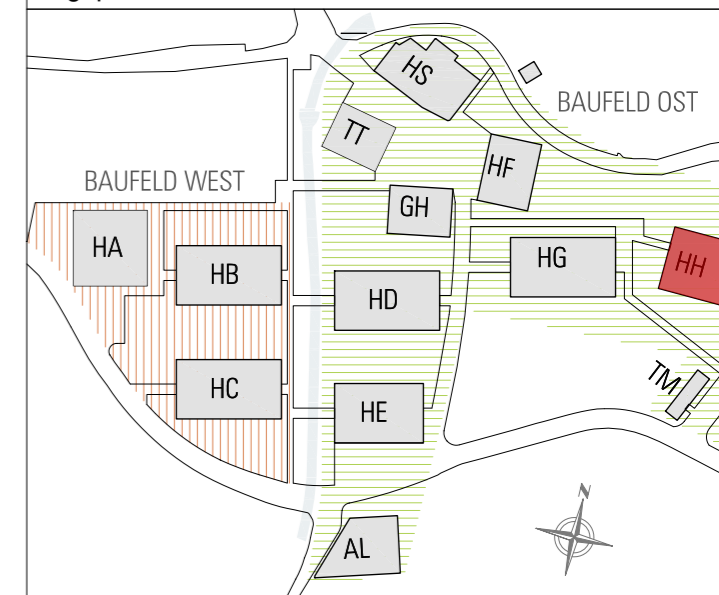 HS
BAUFELD OST
TT
HF
BAUFELD WEST
GH
HA
HB
HG
HH
HD
HC
HE
TM
AL
N